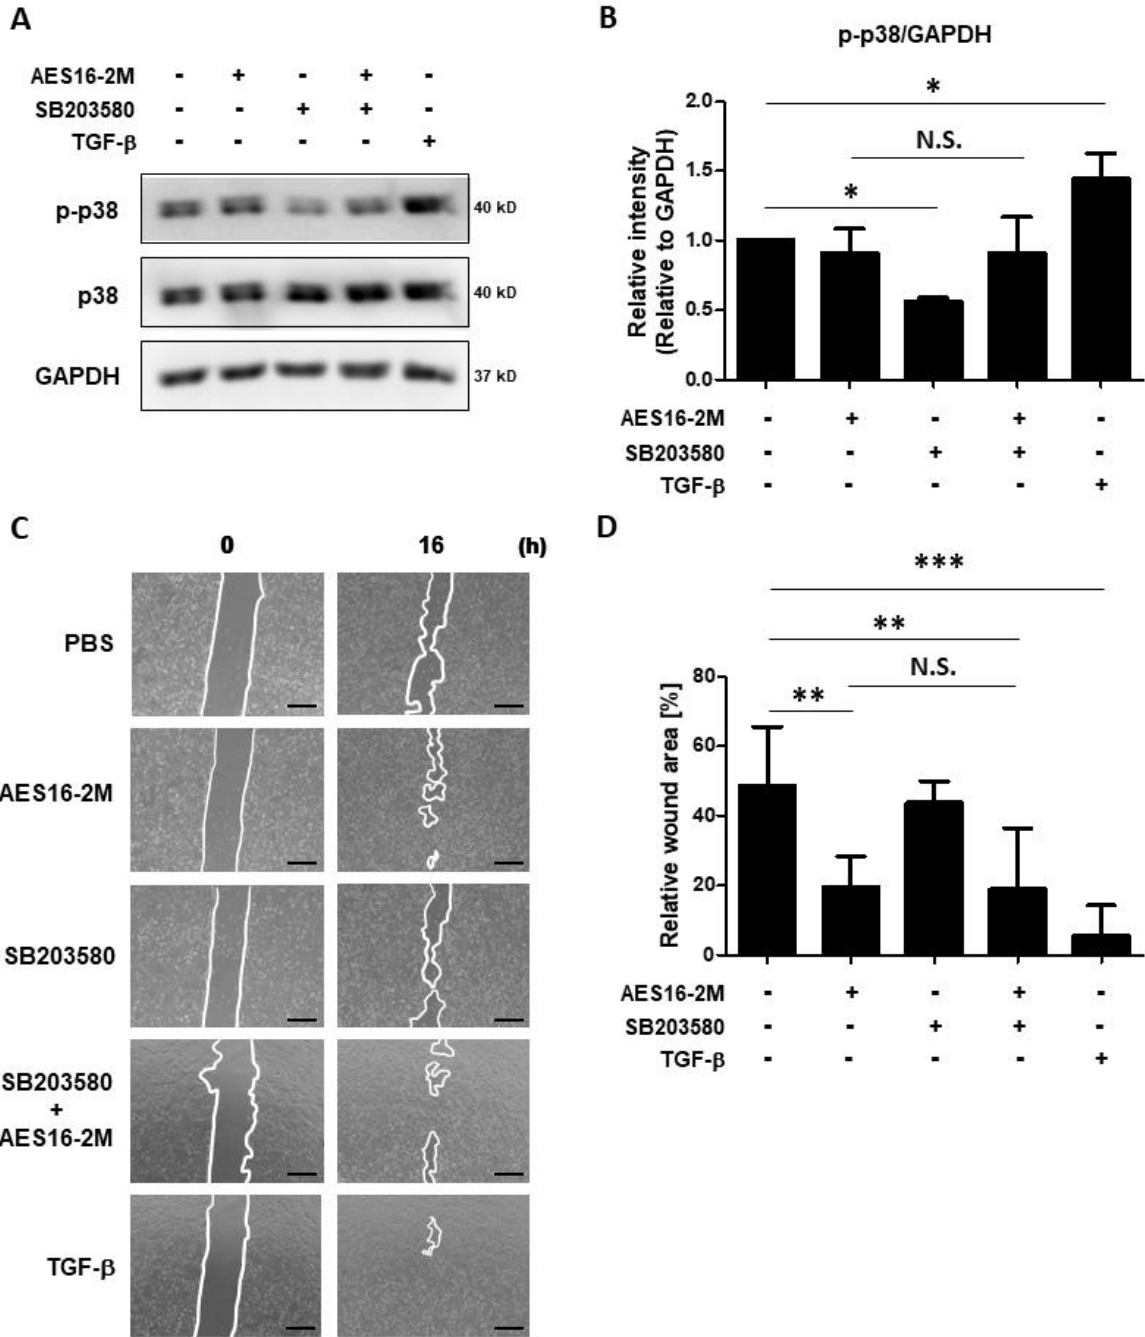 A
AES16-2M - + - + -
SB203580 - - + + -
TGF-β - - - - +
p-p38 40 kD
p38 40 kD
GAPDH 37 kD
B
p-p38/GAPDH
Relative intensity
(Relative to GAPDH)
2.0
1.5
1.0
0.5
0.0
*
N.S.
*
AES16-2M - + - + -
SB203580 - - + + -
TGF-β - - - - +
C
0 16 (h)
PBS
AES16-2M
SB203580
SB203580
+
AES16-2M
TGF-β
D
***
**
N.S.
**
Relative wound area [%]
80
60
40
20
0
AES16-2M - + - + -
SB203580 - - + + -
TGF-β - - - - +